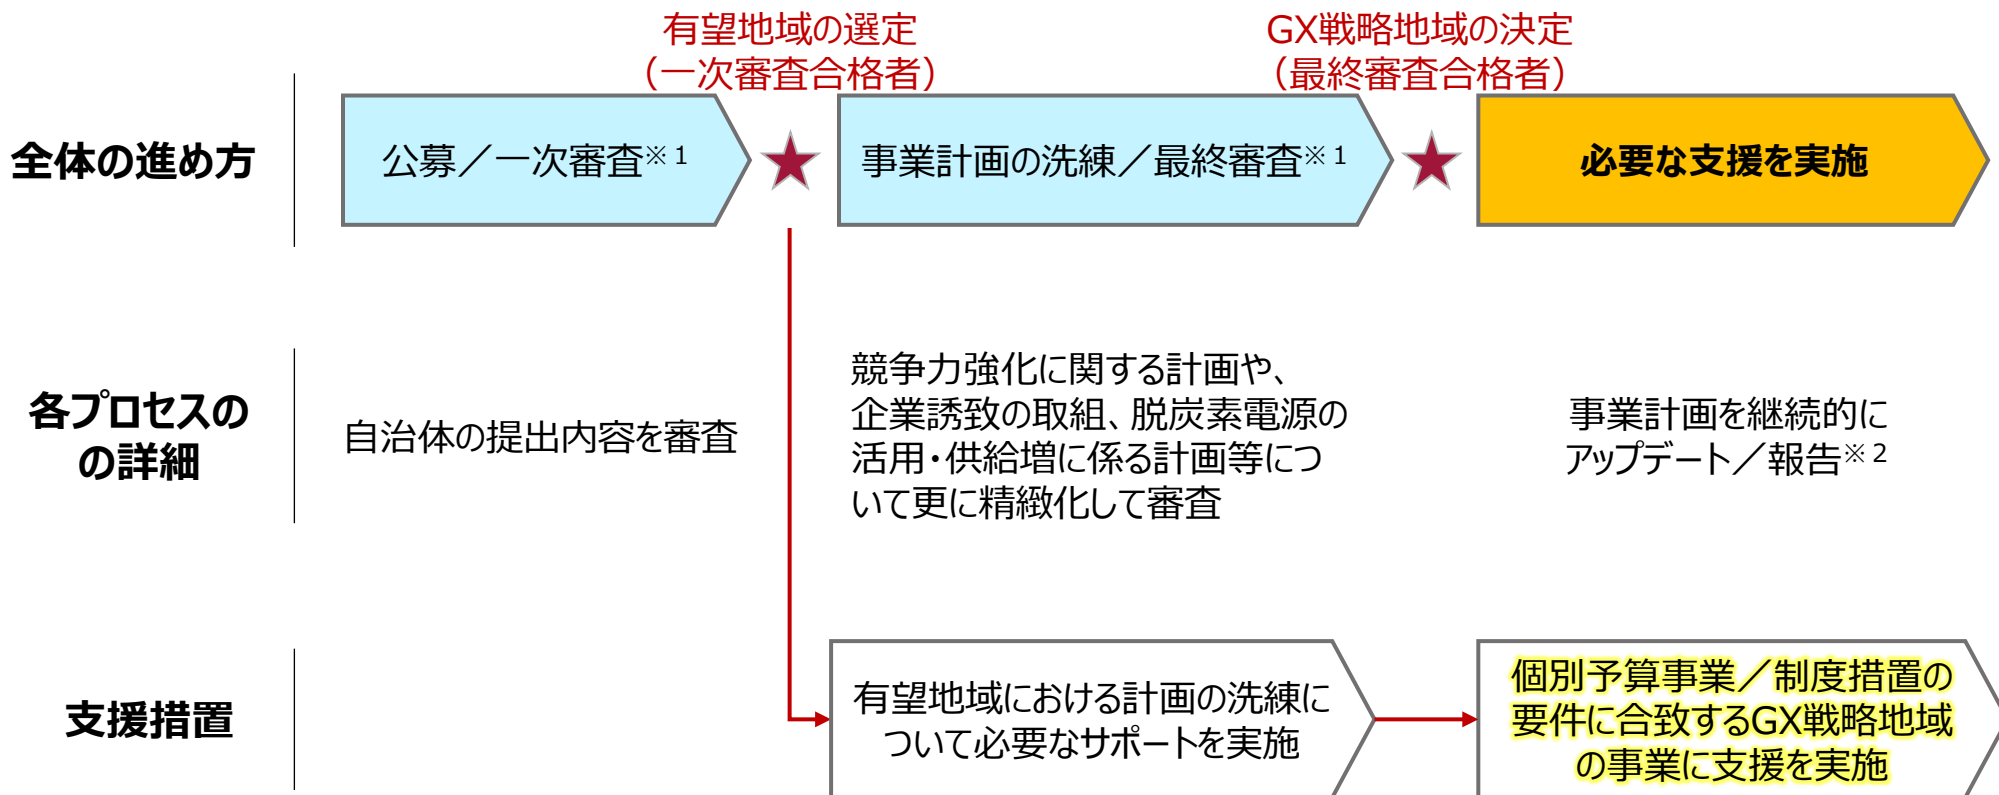 有望地域の選定
（一次審査合格者）
GX戦略地域の決定
（最終審査合格者）
全体の進め方
公募／一次審査※１
事業計画の洗練／最終審査※１
必要な支援を実施
各プロセスの
の詳細
自治体の提出内容を審査
競争力強化に関する計画や、
企業誘致の取組、脱炭素電源の
活用・供給増に係る計画等につ
いて更に精緻化して審査
事業計画を継続的に
アップデート／報告※２
支援措置
有望地域における計画の洗練に
ついて必要なサポートを実施
個別予算事業／制度措置の
要件に合致するGX戦略地域
の事業に支援を実施